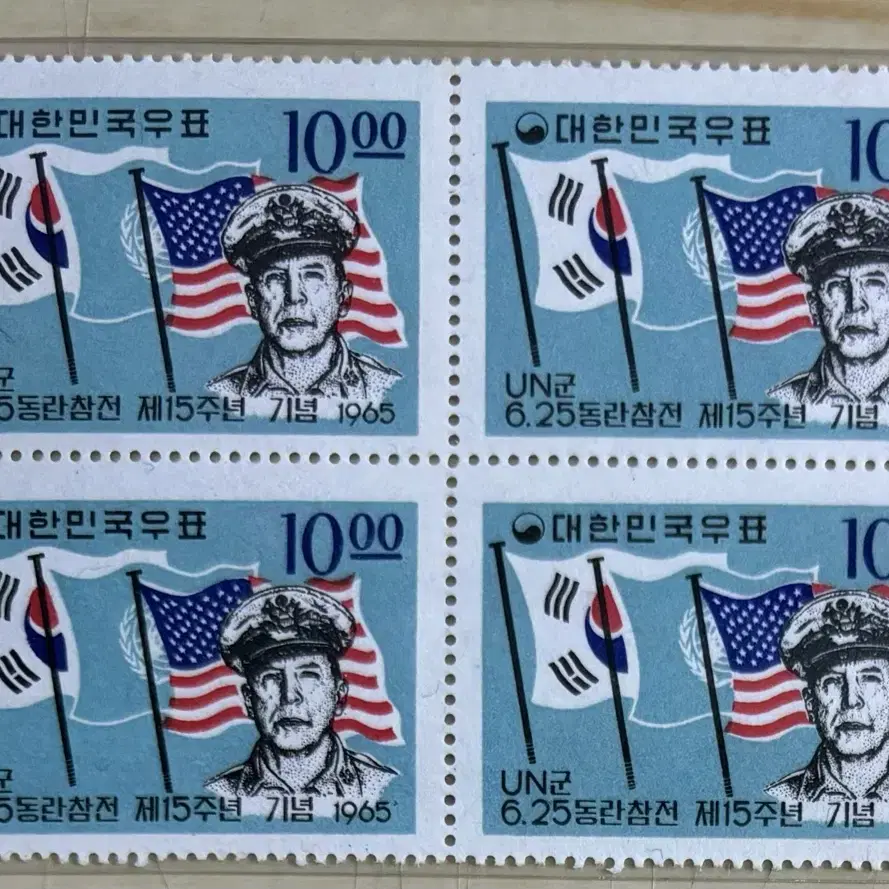 대한민국우표 10 00
군
5동란참전 제15주년 기념 1965
대한민국우표 10
UN군
6.25동란참전 제15주년 기념
대한민국우표 10 00
군
5동란참전 제15주년 기념 1965
대한민국우표 10
UN군
6.25동란참전 제15주년 기념